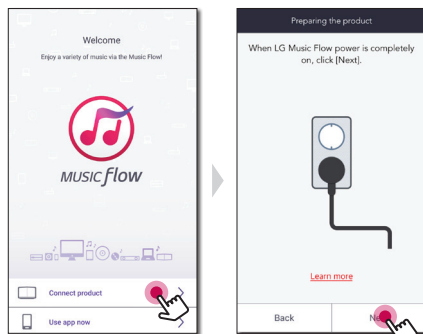 Welcome
Enjoy a variety of music via the Music Flow!
MUSIC flow
Connect product
Use app now
Preparing the product
When LG Music Flow power is completely
on, click [Next].
Learn more
Back